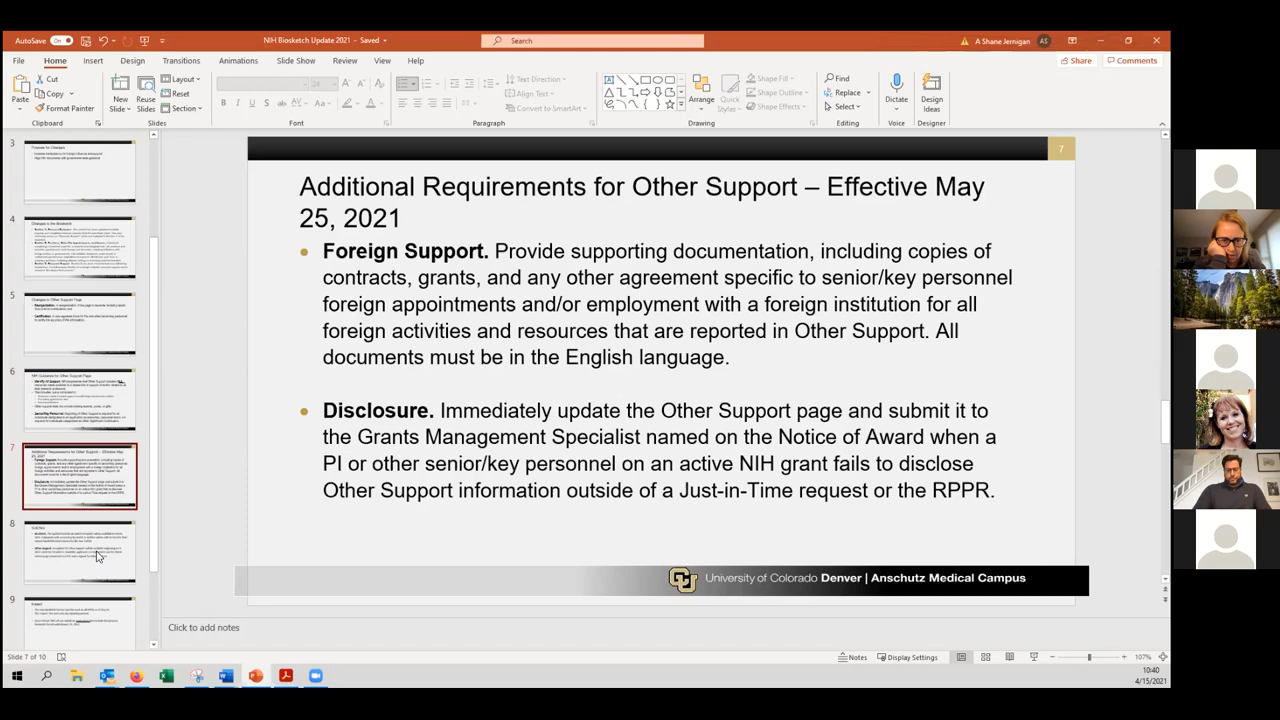 AutoSave On NIH Biosketch Update 2021 - Saved Search A Shane Jernigan AS
File Home Insert Design Transitions Animations Slide Show Review View Help Share Comments
Paste Cut Copy Format Painter
New Slide Reuse Slides Layout Reset Section
Text Direction Align Text Convert to SmartArt
Arrange Quick Styles Shape Fill Shape Outline Shape Effects
Find Replace Select Dictate Design Ideas
Clipboard Slides Font Paragraph Drawing Editing Voice Designer
3
4
5
6
7
8
9
7
Additional Requirements for Other Support – Effective May
25, 2021
Foreign Support. Provide supporting documentation including copies of
contracts, grants, and any other agreement specific to senior/key personnel
foreign appointments and/or employment with a foreign institution for all
foreign activities and resources that are reported in Other Support. All
documents must be in the English language.
Disclosure. Immediately update the Other Support page and submit it to
the Grants Management Specialist named on the Notice of Award when a
PI or other senior/key personnel on an active NIH grant fails to disclose
Other Support information outside of a Just-in-Time request or the RPPR.
University of Colorado Denver | Anschutz Medical Campus
Click to add notes
Slide 7 of 10 Notes Display Settings 107%
10:40
4/15/2021